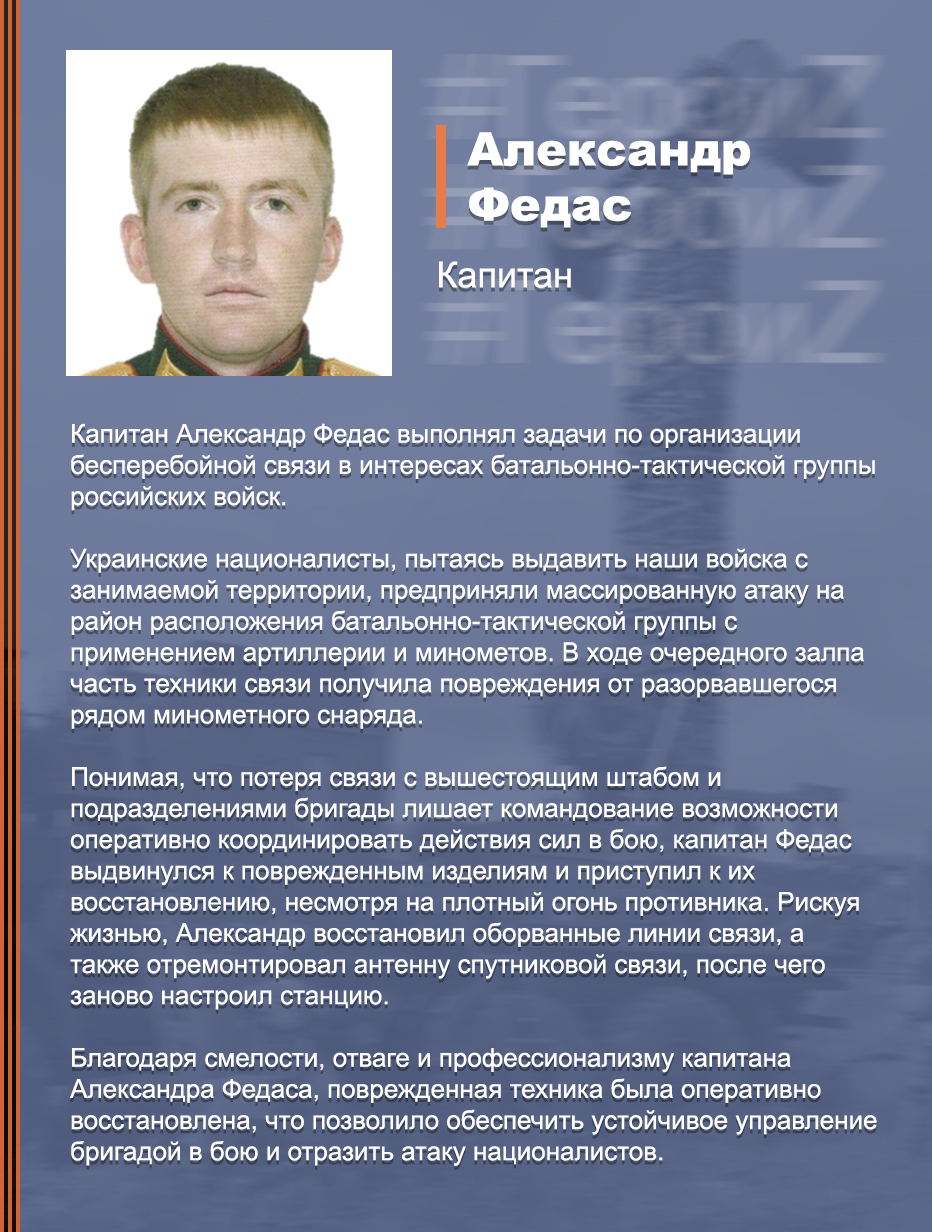 #ГероиZ
Александр
#ГероиZ
Федас
Капитан
#ГероиZ
Капитан Александр Федас выполнял задачи по организации
бесперебойной связи в интересах батальонно-тактической группы
российских войск.
Украинские националисты, пытаясь выдавить наши войска с
занимаемой территории, предприняли массированную атаку на
район расположения батальонно-тактической группы с
применением артиллерии и минометов. В ходе очередного залпа
часть техники связи получила повреждения от разорвавшегося
рядом минометного снаряда.
Понимая, что потеря связи с вышестоящим штабом и
подразделениями бригады лишает командование возможности
оперативно координировать действия сил в бою, капитан Федас
выдвинулся к поврежденным изделиям и приступил к их
восстановлению, несмотря на плотный огонь противника. Рискуя
жизнью, Александр восстановил оборванные линии связи, а
также отремонтировал антенну спутниковой связи, после чего
заново настроил станцию.
Благодаря смелости, отваге и профессионализму капитана
Александра Федаса, поврежденная техника была оперативно
восстановлена, что позволило обеспечить устойчивое управление
бригадой в бою и отразить атаку националистов.